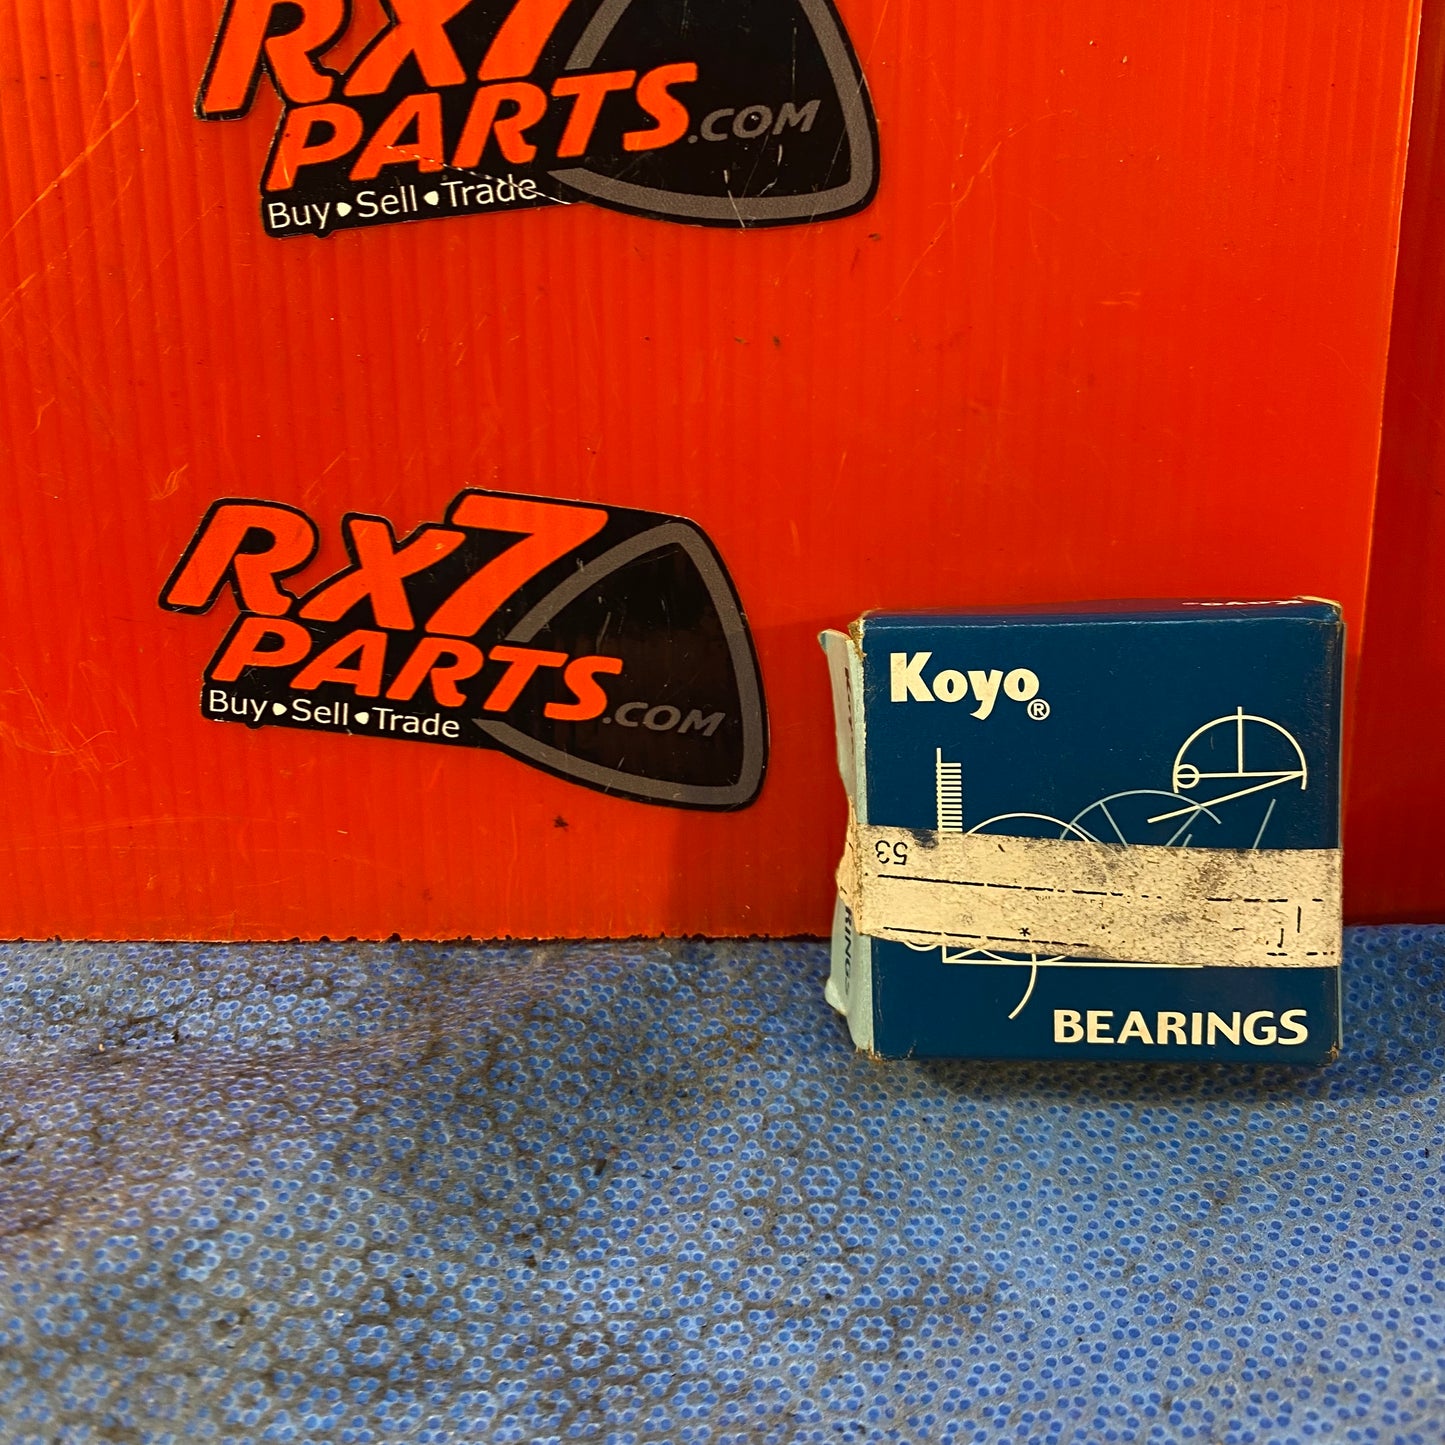 RX7
PARTS.COM
Buy•Sell•Trade
RX7
PARTS.COM
Buy•Sell•Trade
Koyo®
53
*
BEARINGS